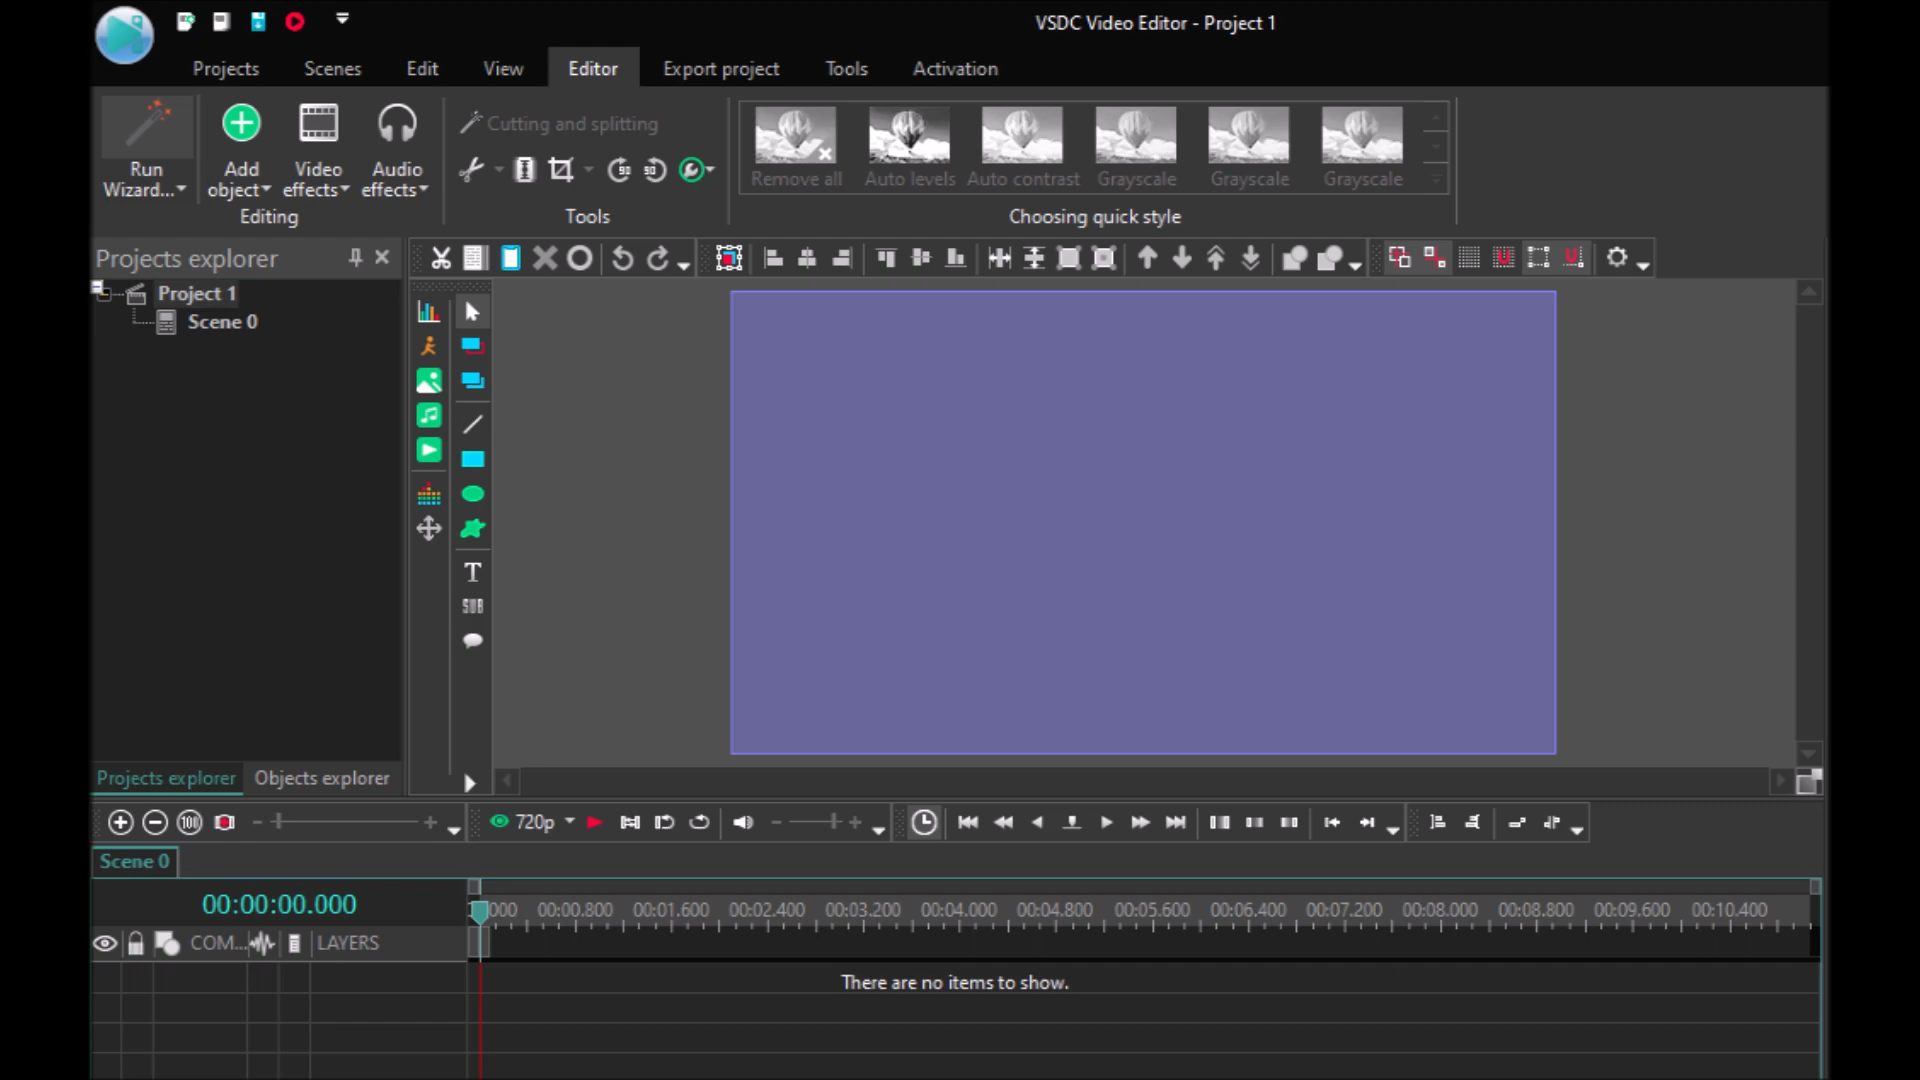 VSDC Video Editor - Project 1
Projects Scenes Edit View Editor Export project Tools Activation
Cutting and splitting
Run Wizard...
Add object
Video effects
Audio effects
90 90
Remove all Auto levels Auto contrast Grayscale Grayscale Grayscale
Editing Tools Choosing quick style
Projects explorer
Project 1
Scene 0
T
SUB
Projects explorer Objects explorer
100 720p
Scene 0
00:00:00.000
000 00:00.800 00:01.600 00:02.400 00:03.200 00:04.000 00:04.800 00:05.600 00:06.400 00:07.200 00:08.000 00:08.800 00:09.600 00:10.400
COM... LAYERS
There are no items to show.